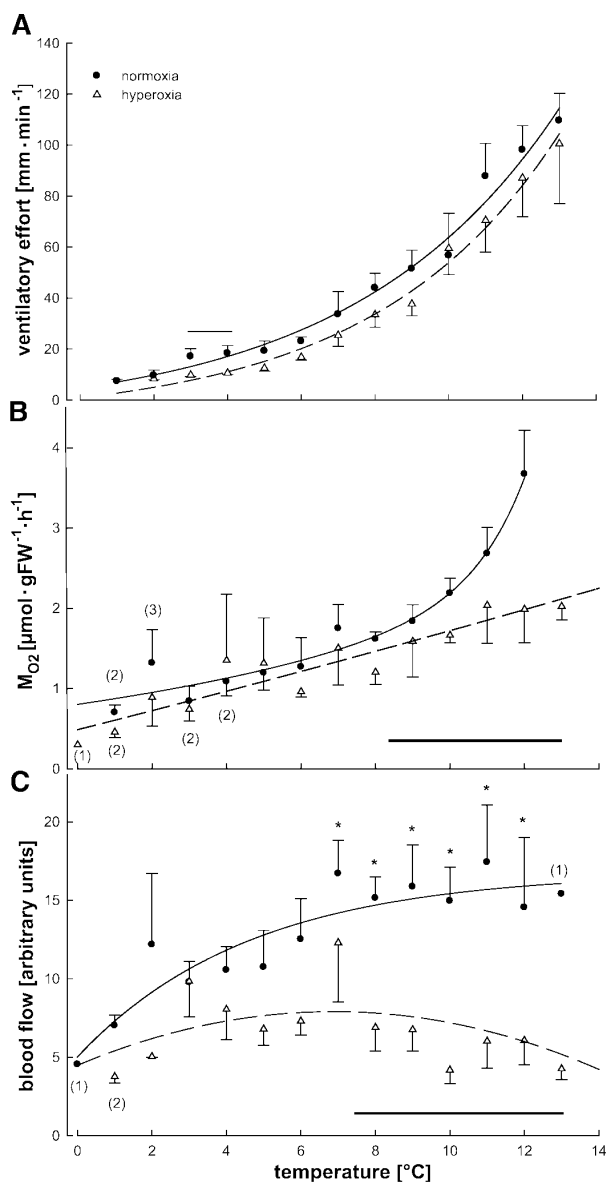 A
140
120
100
80
60
40
20
0
ventilatory effort [mm·min⁻¹]
normoxia
hyperoxia
B
4
3
2
1
0
M_O2 [µmol·gFW⁻¹·h⁻¹]
(3)
(2)
(1)
(2)
(2)
(2)
C
20
15
10
5
0
blood flow [arbitrary units]
* * * * * *
(1)
(1)
(2)
0 2 4 6 8 10 12 14
temperature [°C]